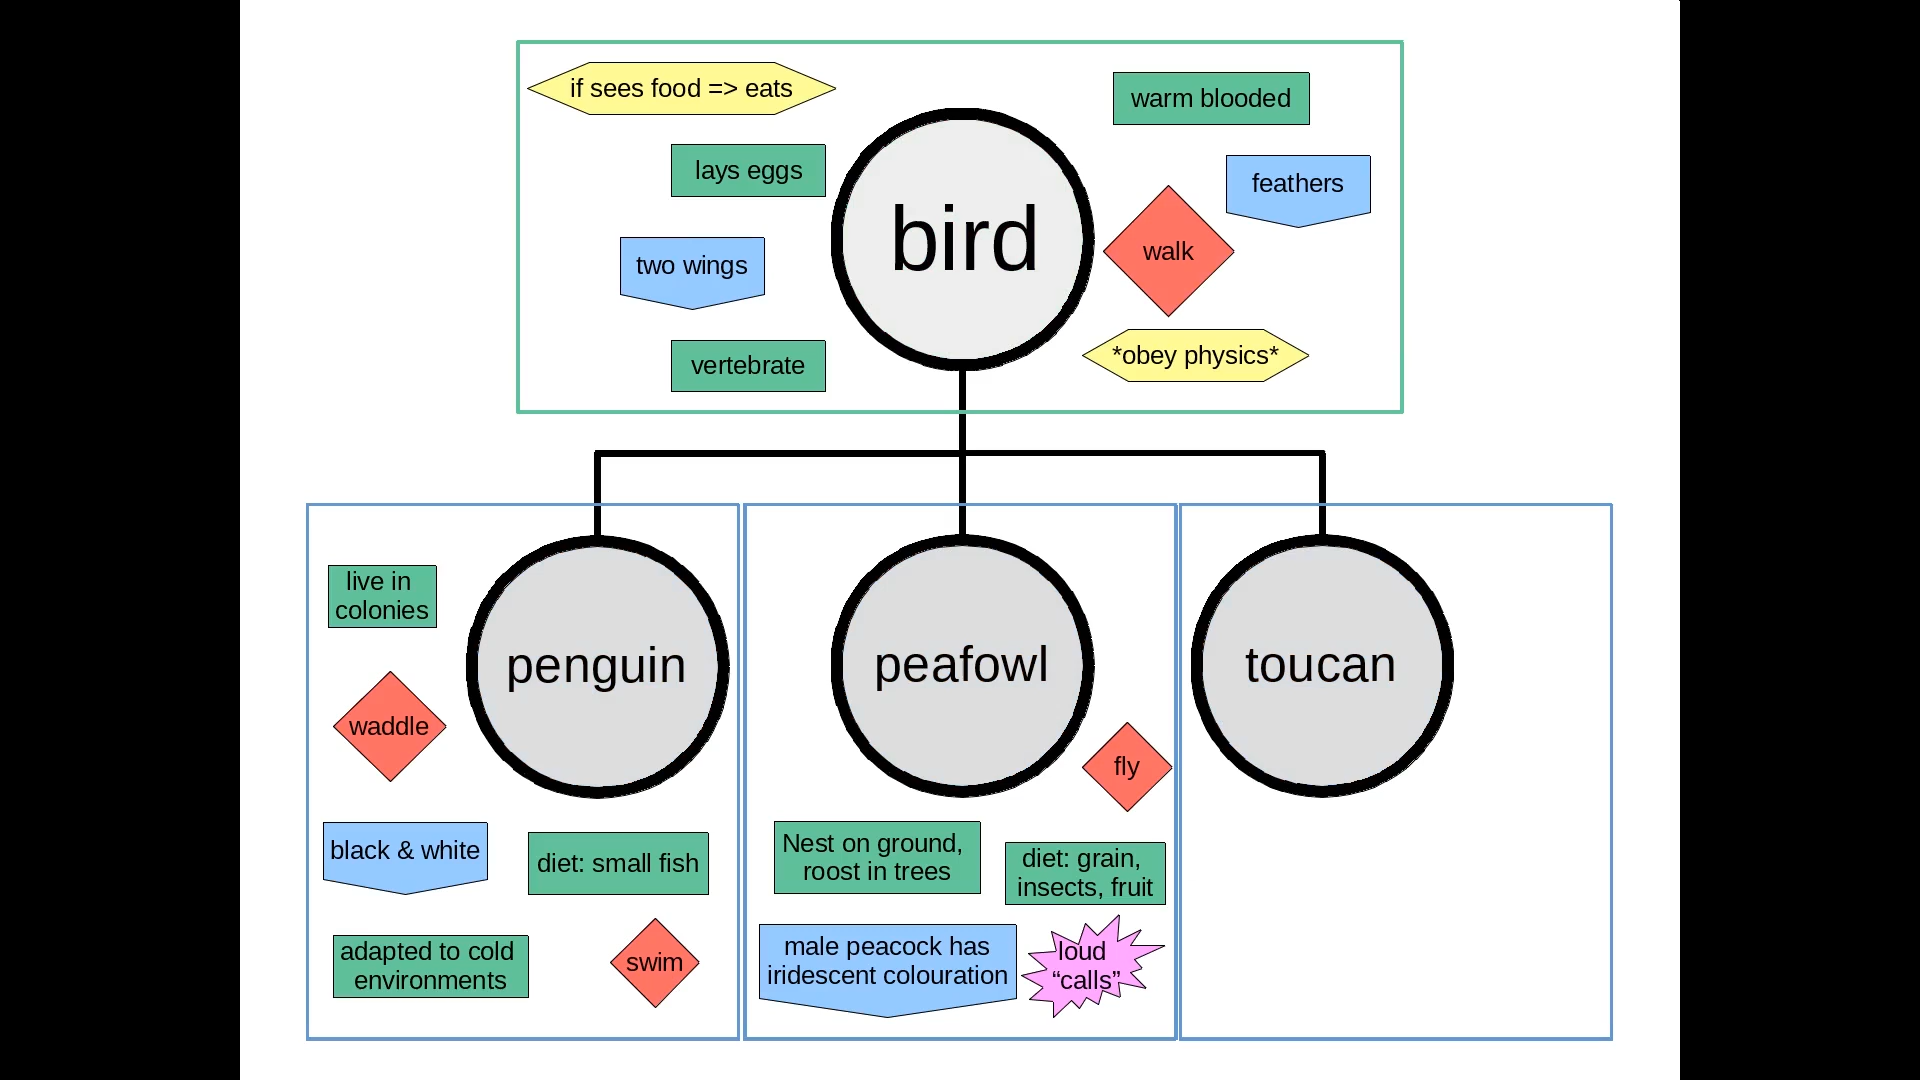 if sees food => eats
warm blooded
lays eggs
feathers
bird
walk
two wings
*obey physics*
vertebrate
live in
colonies
penguin
waddle
black & white
diet: small fish
adapted to cold
environments
swim
peafowl
fly
Nest on ground,
roost in trees
diet: grain,
insects, fruit
male peacock has
iridescent colouration
loud
“calls”
toucan